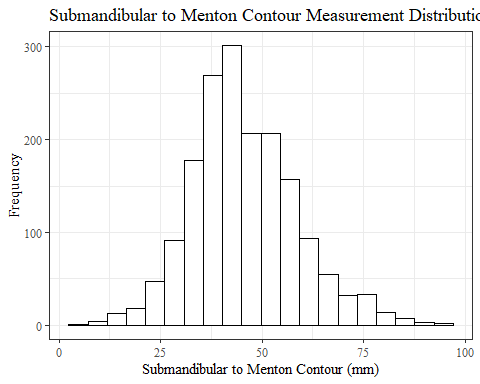 Submandibular to Menton Contour Measurement Distributio
300
200
100
0
Frequency
0 25 50 75 100
Submandibular to Menton Contour (mm)